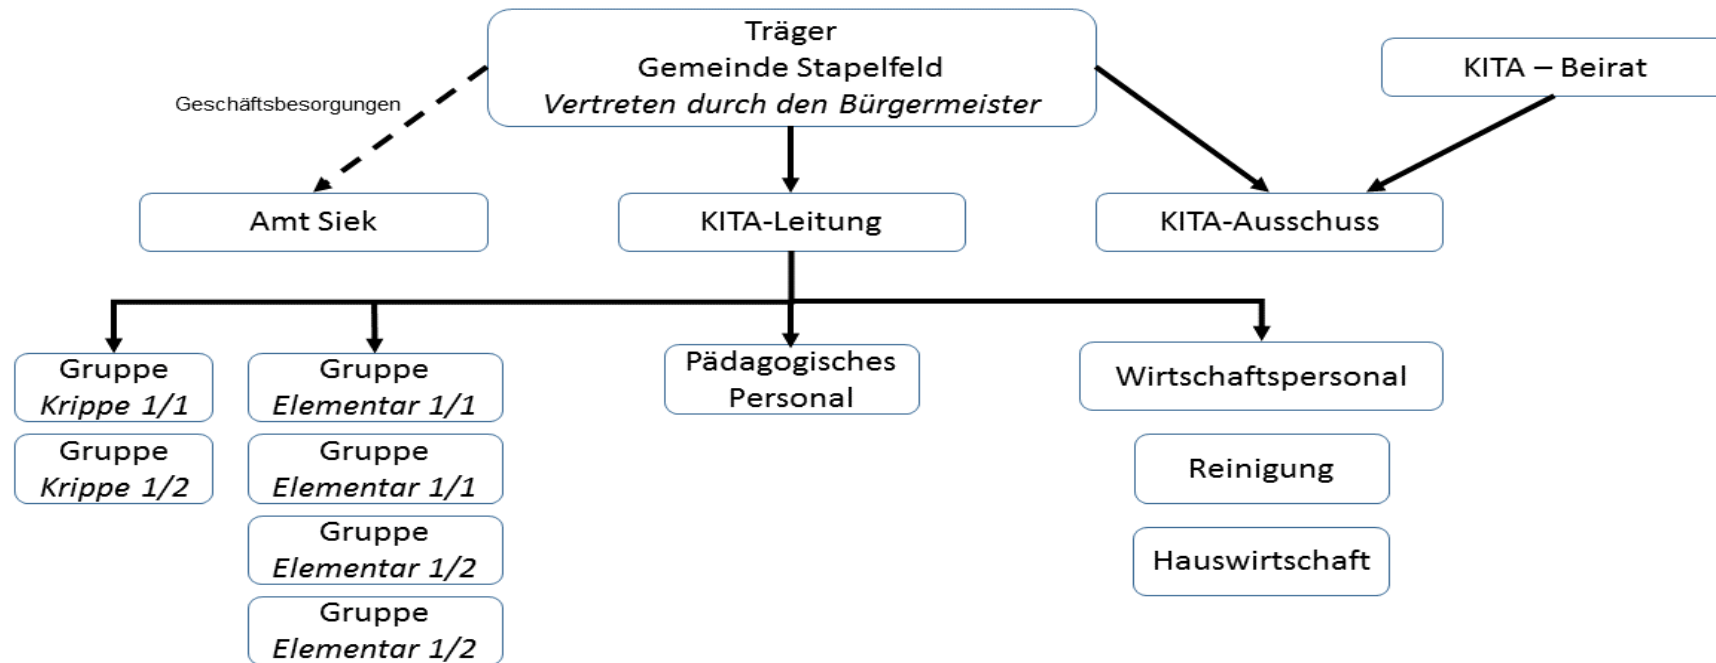 Träger
Gemeinde Stapelfeld
Vertreten durch den Bürgermeister
KITA – Beirat
Geschäftsbesorgungen
Amt Siek
KITA-Leitung
KITA-Ausschuss
Gruppe
Krippe 1/1
Gruppe
Krippe 1/2
Gruppe
Elementar 1/1
Gruppe
Elementar 1/1
Gruppe
Elementar 1/2
Gruppe
Elementar 1/2
Pädagogisches
Personal
Wirtschaftspersonal
Reinigung
Hauswirtschaft